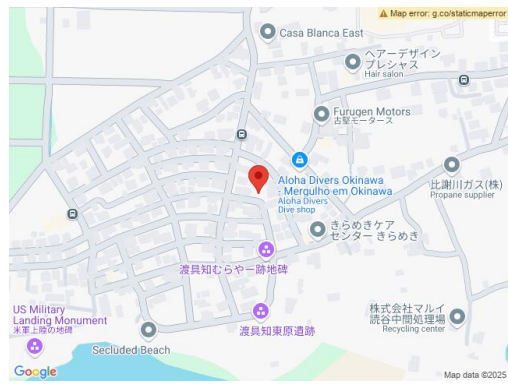 Map error: g.co/staticmaperror
Casa Blanca East
ヘアーデザイン
プレシャス
Hair salon
Furugen Motors
古堅モータース
Aloha Divers Okinawa
- Mergulho em Okinawa
Aloha Divers
Dive shop
比謝川ガス(株)
Propane supplier
きらめきケア
センター きらめき
渡具知むらやー跡地碑
US Military
Landing Monument
米軍上陸の地碑
渡具知東原遺跡
株式会社マルイ
読谷中間処理場
Recycling center
Secluded Beach
Google
Map data ©2025